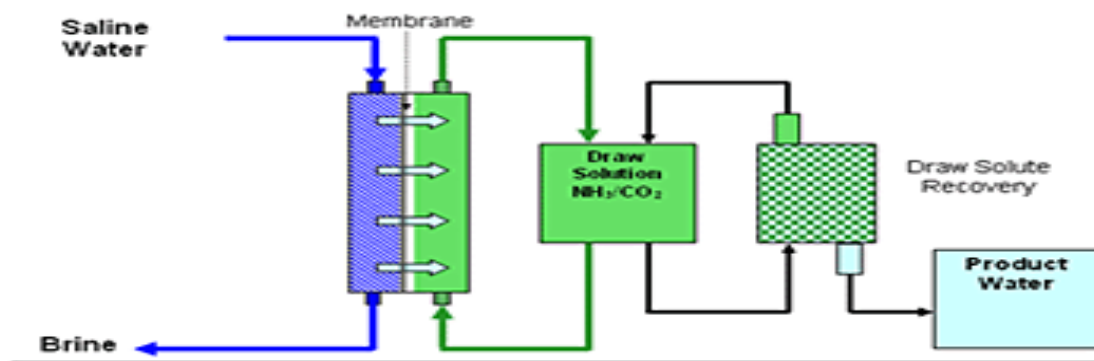 Saline
Water
Membrane
Draw
Solution
NH₃/CO₂
Draw Solute
Recovery
Product
Water
Brine